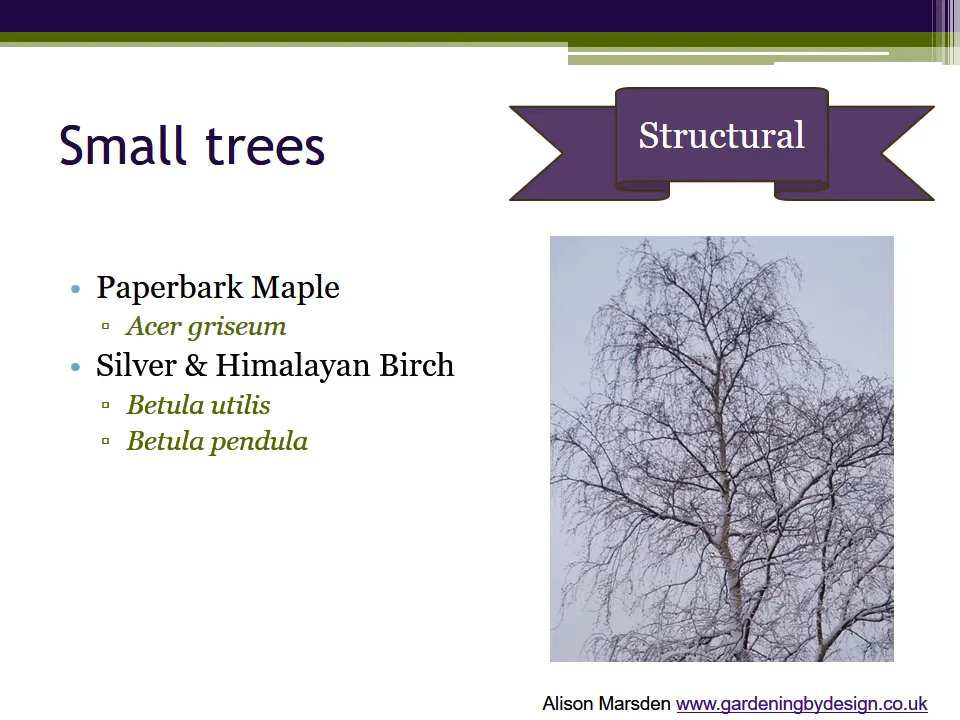 Small trees
Structural
• Paperbark Maple
▫ Acer griseum
• Silver & Himalayan Birch
▫ Betula utilis
▫ Betula pendula
Alison Marsden www.gardeningbydesign.co.uk